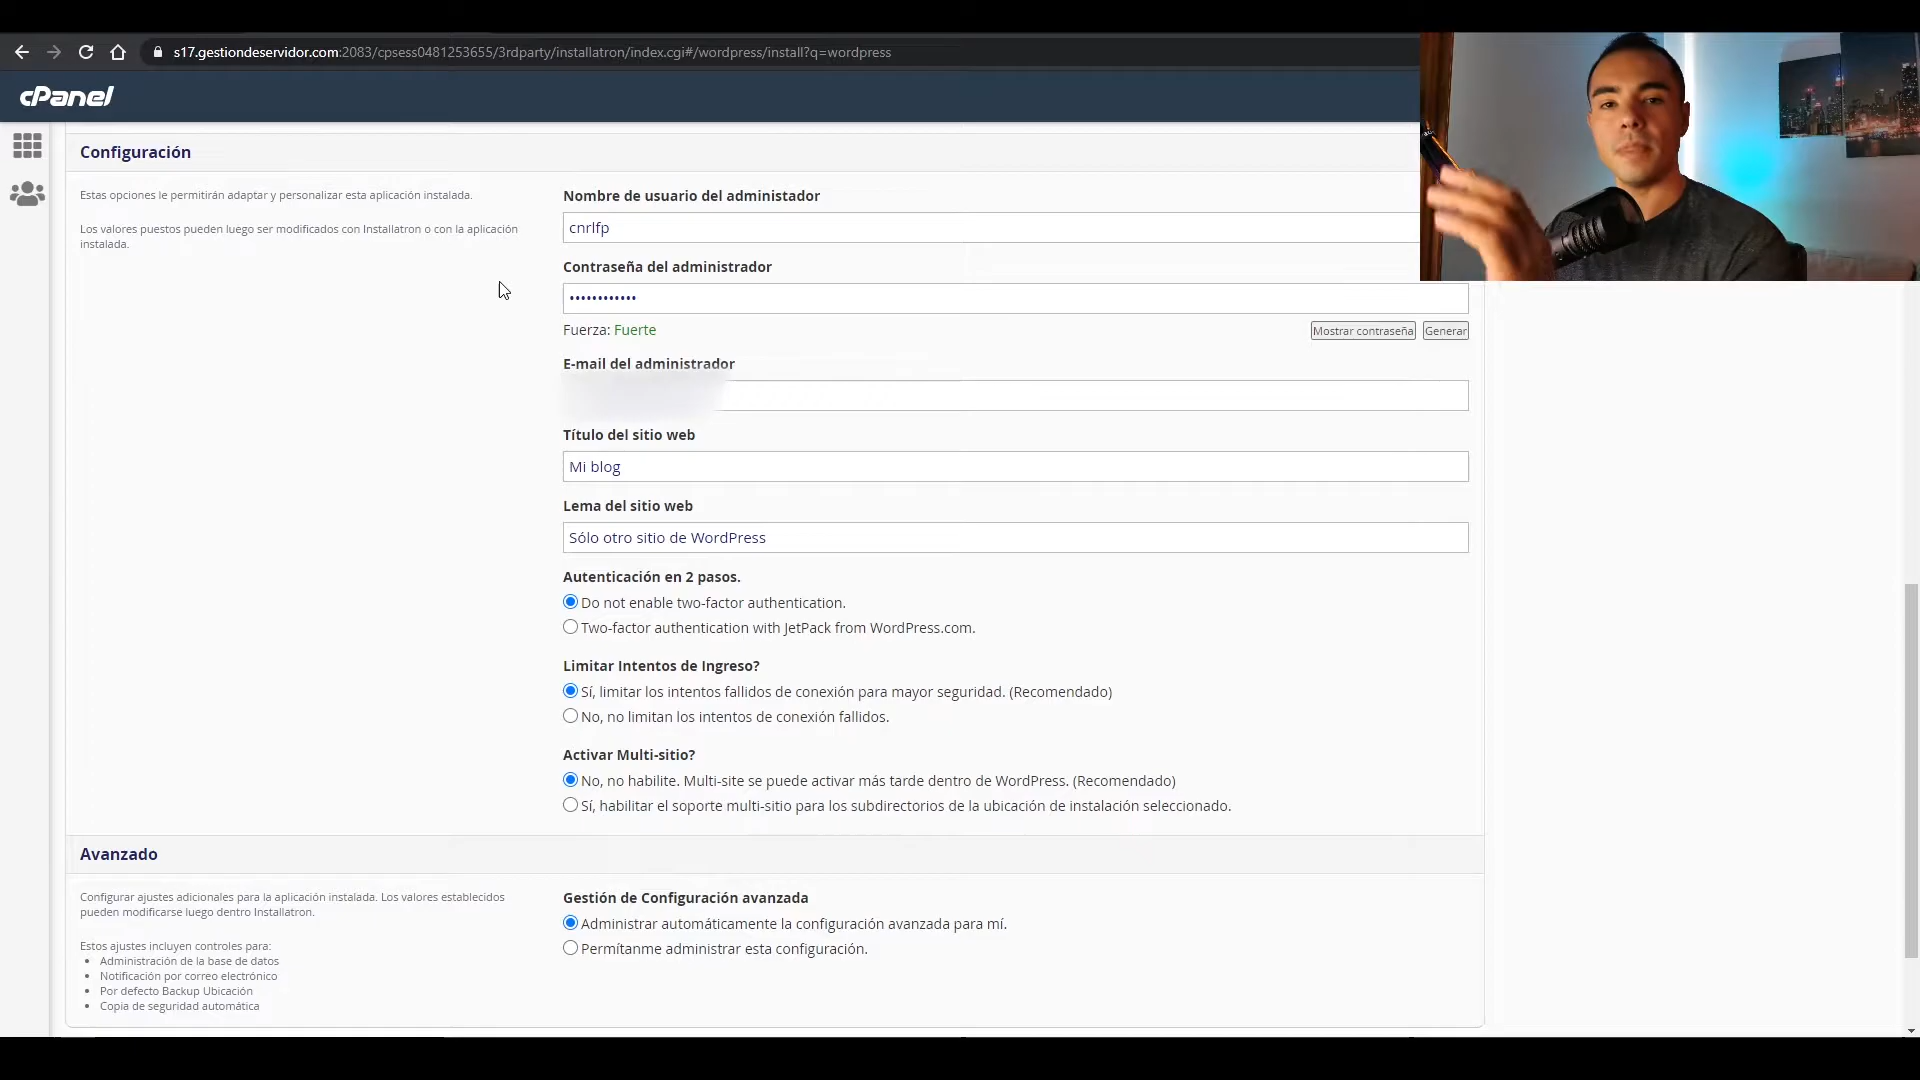 s17.gestiondeservidor.com:2083/cpsess0481253655/3rdparty/installatron/index.cgi#/wordpress/install?q=wordpress
cPanel
Configuración
Estas opciones le permitirán adaptar y personalizar esta aplicación instalada.
Los valores puestos pueden luego ser modificados con Installatron o con la aplicación
instalada.
Nombre de usuario del administador
cnrlfp
Contraseña del administrador
••••••••••••
Fuerza: Fuerte
Mostrar contraseña
Generar
E-mail del administrador
Título del sitio web
Mi blog
Lema del sitio web
Sólo otro sitio de WordPress
Autenticación en 2 pasos.
Do not enable two-factor authentication.
Two-factor authentication with JetPack from WordPress.com.
Limitar Intentos de Ingreso?
Sí, limitar los intentos fallidos de conexión para mayor seguridad. (Recomendado)
No, no limitan los intentos de conexión fallidos.
Activar Multi-sitio?
No, no habilite. Multi-site se puede activar más tarde dentro de WordPress. (Recomendado)
Sí, habilitar el soporte multi-sitio para los subdirectorios de la ubicación de instalación seleccionado.
Avanzado
Configurar ajustes adicionales para la aplicación instalada. Los valores establecidos
pueden modificarse luego dentro Installatron.
Estos ajustes incluyen controles para:
• Administración de la base de datos
• Notificación por correo electrónico
• Por defecto Backup Ubicación
• Copia de seguridad automática
Gestión de Configuración avanzada
Administrar automáticamente la configuración avanzada para mí.
Permítanme administrar esta configuración.